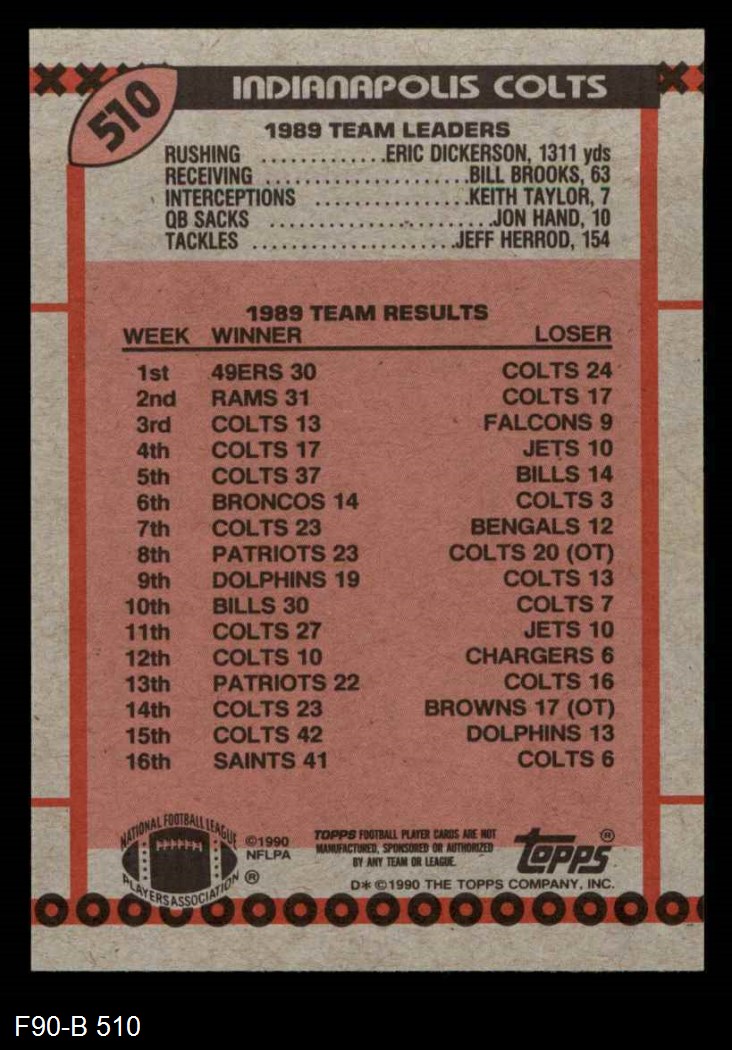 510
INDIANAPOLIS COLTS
1989 TEAM LEADERS
RUSHING .............ERIC DICKERSON, 1311 yds
RECEIVING ......................BILL BROOKS, 63
INTERCEPTIONS .................KEITH TAYLOR, 7
QB SACKS ........................JON HAND, 10
TACKLES ......................JEFF HERROD, 154
1989 TEAM RESULTS
WEEK WINNER LOSER
1st 49ERS 30 COLTS 24
2nd RAMS 31 COLTS 17
3rd COLTS 13 FALCONS 9
4th COLTS 17 JETS 10
5th COLTS 37 BILLS 14
6th BRONCOS 14 COLTS 3
7th COLTS 23 BENGALS 12
8th PATRIOTS 23 COLTS 20 (OT)
9th DOLPHINS 19 COLTS 13
10th BILLS 30 COLTS 7
11th COLTS 27 JETS 10
12th COLTS 10 CHARGERS 6
13th PATRIOTS 22 COLTS 16
14th COLTS 23 BROWNS 17 (OT)
15th COLTS 42 DOLPHINS 13
16th SAINTS 41 COLTS 6
NATIONAL FOOTBALL LEAGUE
PLAYERS ASSOCIATION ®
©1990
NFLPA
TOPPS FOOTBALL PLAYER CARDS ARE NOT
MANUFACTURED, SPONSORED OR AUTHORIZED
BY ANY TEAM OR LEAGUE.
TOPPS®
D* © 1990 THE TOPPS COMPANY, INC.
F90-B 510